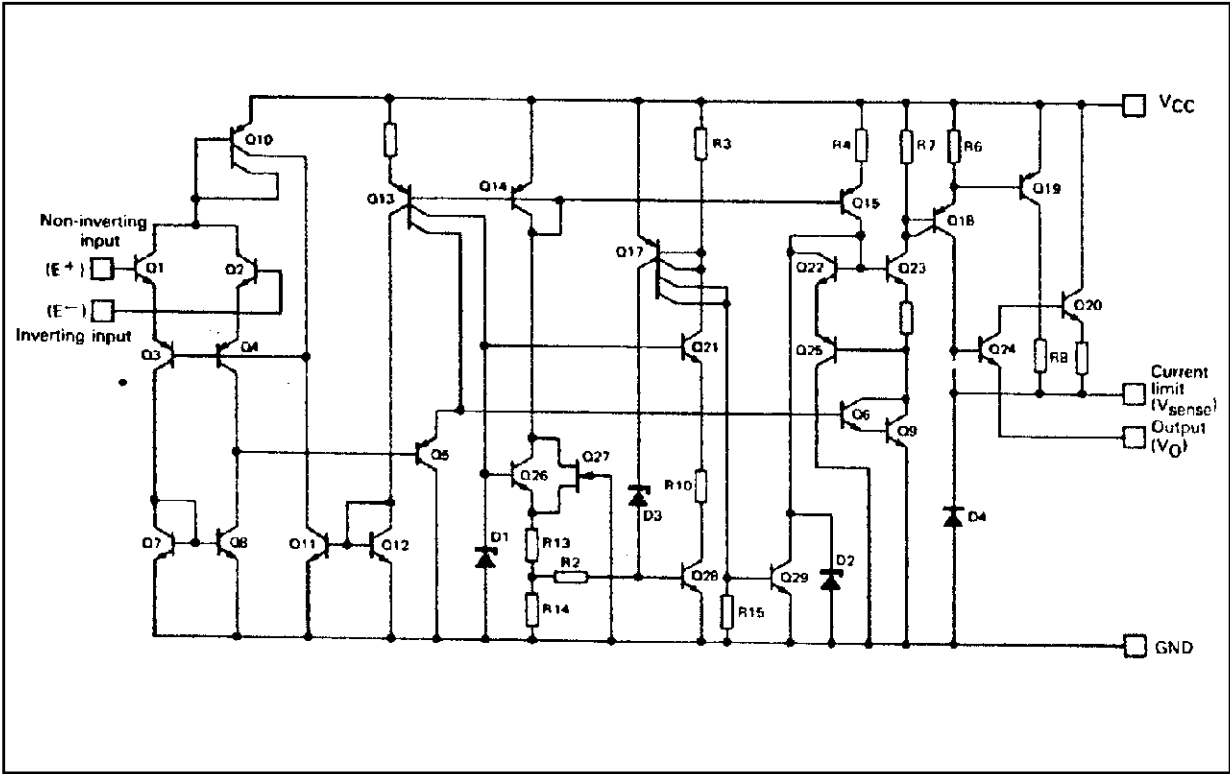 VCC
Q10
R3
R4
R7
R6
Q13
Q14
Q15
Q18
Q19
Non-inverting
input
(E+)
Q1
Q2
Q17
Q22
Q23
(E−)
Inverting input
Q20
Q3
Q4
Q21
Q25
Q24
R8
Current
limit
(Vsense)
Output
(VO)
Q5
Q6
Q9
Q26
Q27
R10
D3
D4
Q7
Q8
Q11
Q12
D1
R13
R2
Q28
Q29
D2
R14
R15
GND